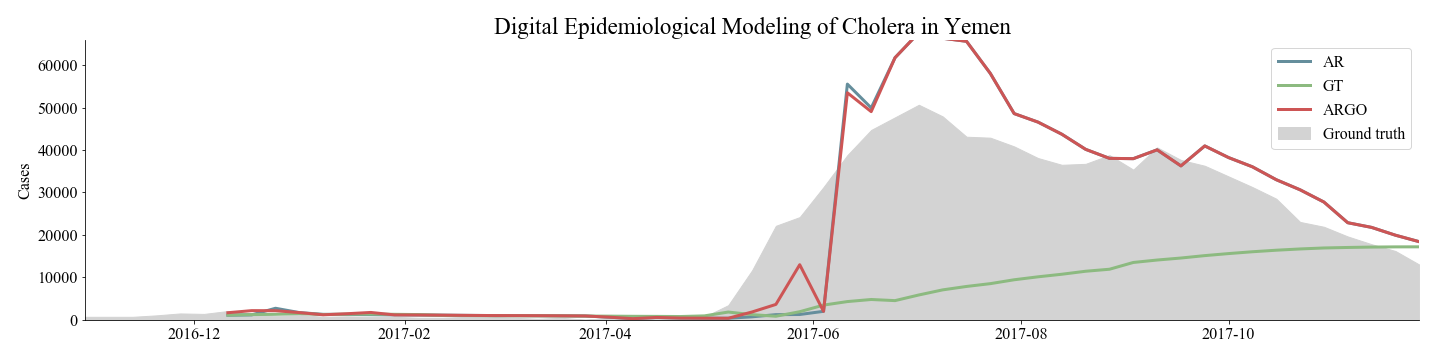 Digital Epidemiological Modeling of Cholera in Yemen
60000
50000
40000
30000
20000
10000
0
Cases
2016-12
2017-02
2017-04
2017-06
2017-08
2017-10
AR
GT
ARGO
Ground truth